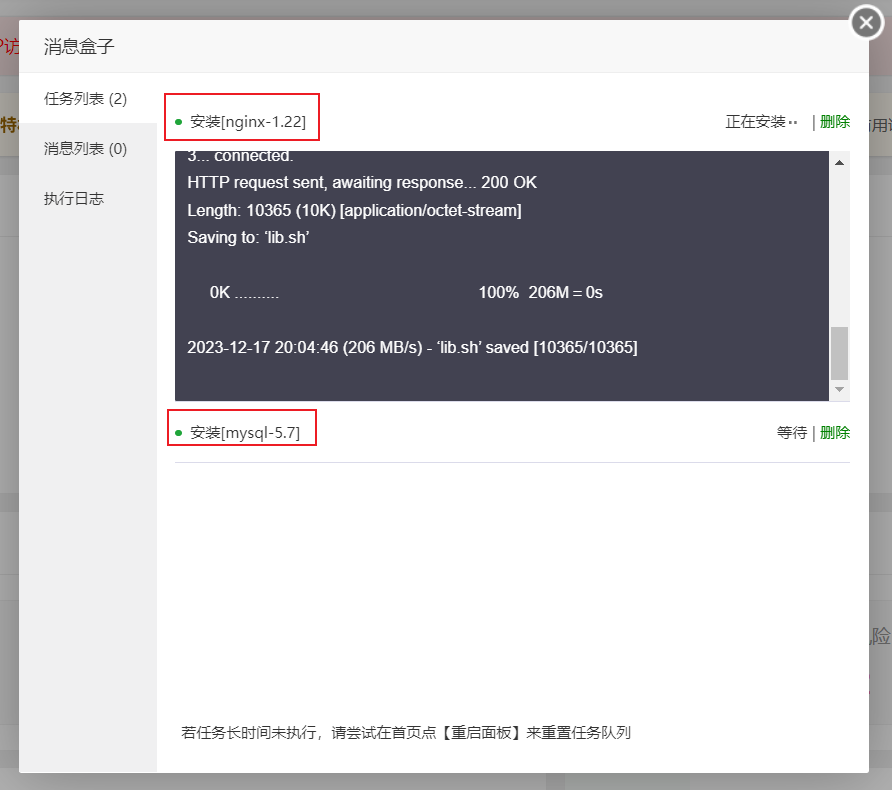 消息盒子
P访
任务列表 (2)
消息列表 (0)
执行日志
特
安装[nginx-1.22]
正在安装·· | 删除
3... connected.
HTTP request sent, awaiting response... 200 OK
Length: 10365 (10K) [application/octet-stream]
Saving to: ‘lib.sh’
0K .......... 100% 206M = 0s
2023-12-17 20:04:46 (206 MB/s) - ‘lib.sh’ saved [10365/10365]
安装[mysql-5.7]
等待 | 删除
险
若任务长时间未执行，请尝试在首页点【重启面板】来重置任务队列